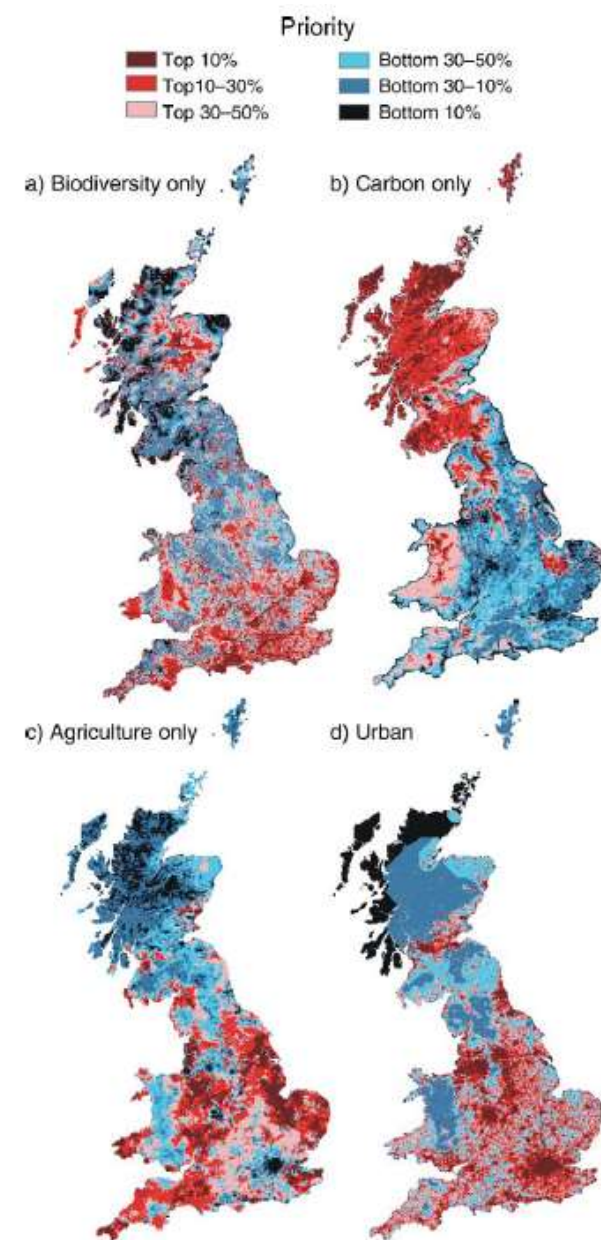 Priority
Top 10%
Top10–30%
Top 30–50%
Bottom 30–50%
Bottom 30–10%
Bottom 10%
a) Biodiversity only
b) Carbon only
c) Agriculture only
d) Urban